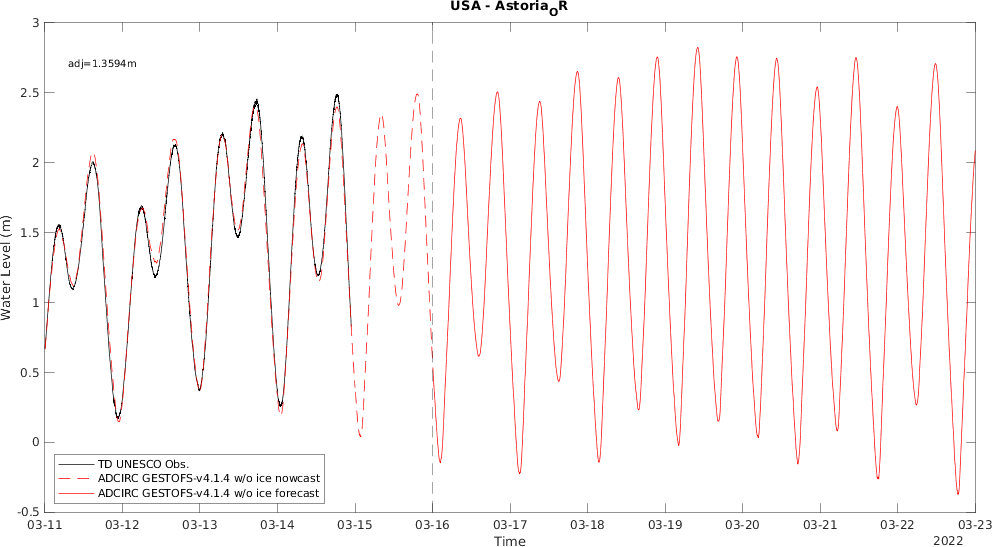 USA - AstoriaOR
3
adj=1.3594m
2.5
2
1.5
1
0.5
0
-0.5
Water Level (m)
TD UNESCO Obs.
ADCIRC GESTOFS-v4.1.4 w/o ice nowcast
ADCIRC GESTOFS-v4.1.4 w/o ice forecast
03-11 03-12 03-13 03-14 03-15 03-16 03-17 03-18 03-19 03-20 03-21 03-22 03-23
Time
2022